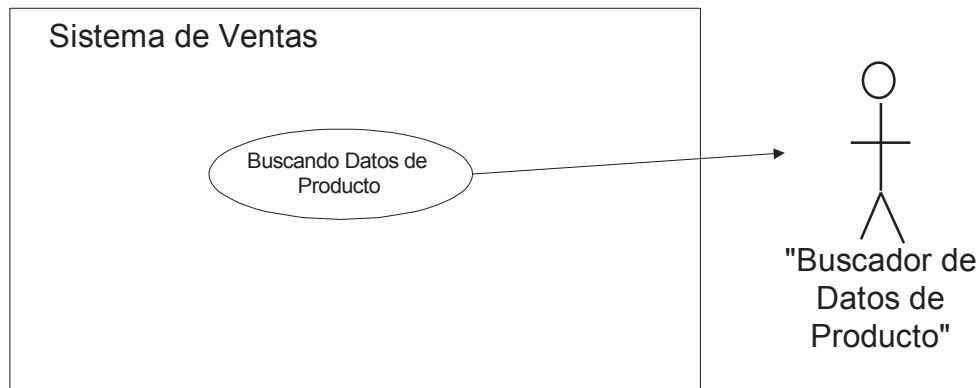 Sistema de Ventas
Buscando Datos de
Producto
"Buscador de
Datos de
Producto"